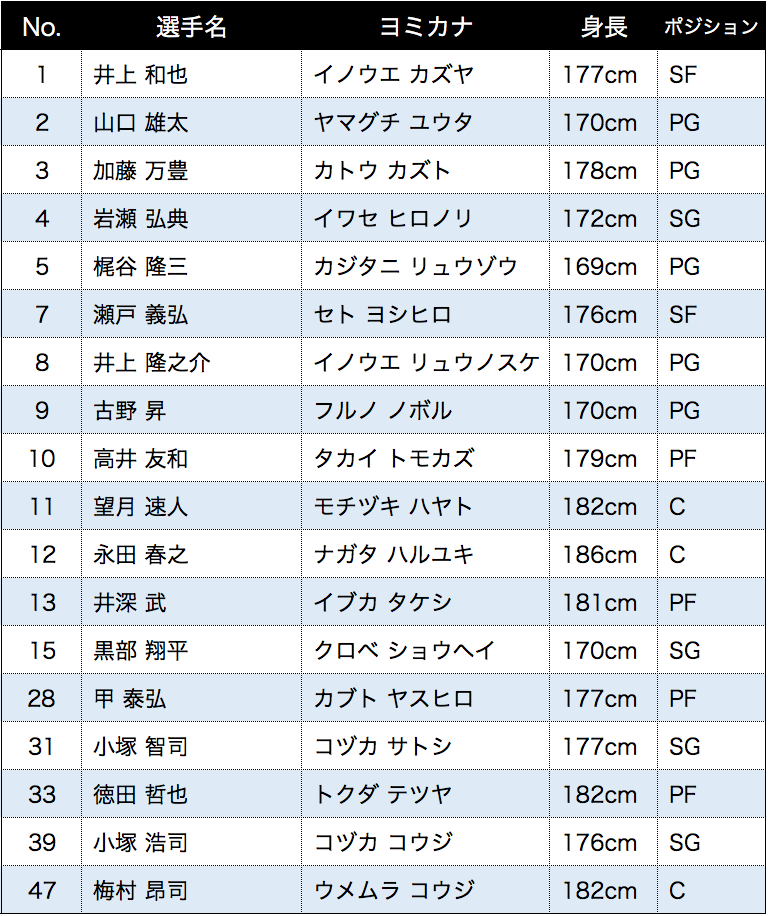 No. 選手名 ヨミカナ 身長 ポジション
1 井上 和也 イノウエ カズヤ 177cm SF
2 山口 雄太 ヤマグチ ユウタ 170cm PG
3 加藤 万豊 カトウ カズト 178cm PG
4 岩瀬 弘典 イワセ ヒロノリ 172cm SG
5 梶谷 隆三 カジタニ リュウゾウ 169cm PG
7 瀬戸 義弘 セト ヨシヒロ 176cm SF
8 井上 隆之介 イノウエ リュウノスケ 170cm PG
9 古野 昇 フルノ ノボル 170cm PG
10 高井 友和 タカイ トモカズ 179cm PF
11 望月 速人 モチヅキ ハヤト 182cm C
12 永田 春之 ナガタ ハルユキ 186cm C
13 井深 武 イブカ タケシ 181cm PF
15 黒部 翔平 クロベ ショウヘイ 170cm SG
28 甲 泰弘 カブト ヤスヒロ 177cm PF
31 小塚 智司 コヅカ サトシ 177cm SG
33 徳田 哲也 トクダ テツヤ 182cm PF
39 小塚 浩司 コヅカ コウジ 176cm SG
47 梅村 昂司 ウメムラ コウジ 182cm C